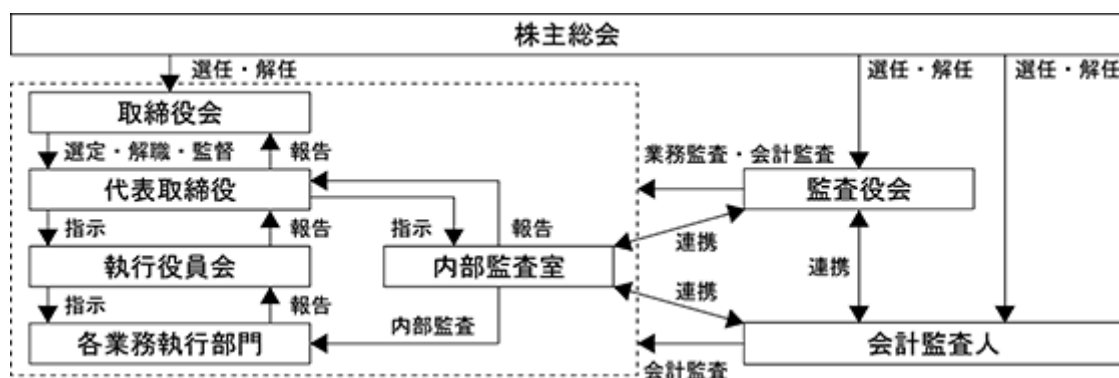 株主総会
選任・解任
選任・解任
選任・解任
取締役会
選定・解職・監督
報告
業務監査・会計監査
代表取締役
監査役会
指示
報告
指示
報告
連携
執行役員会
内部監査室
連携
指示
報告
連携
内部監査
各業務執行部門
会計監査人
会計監査